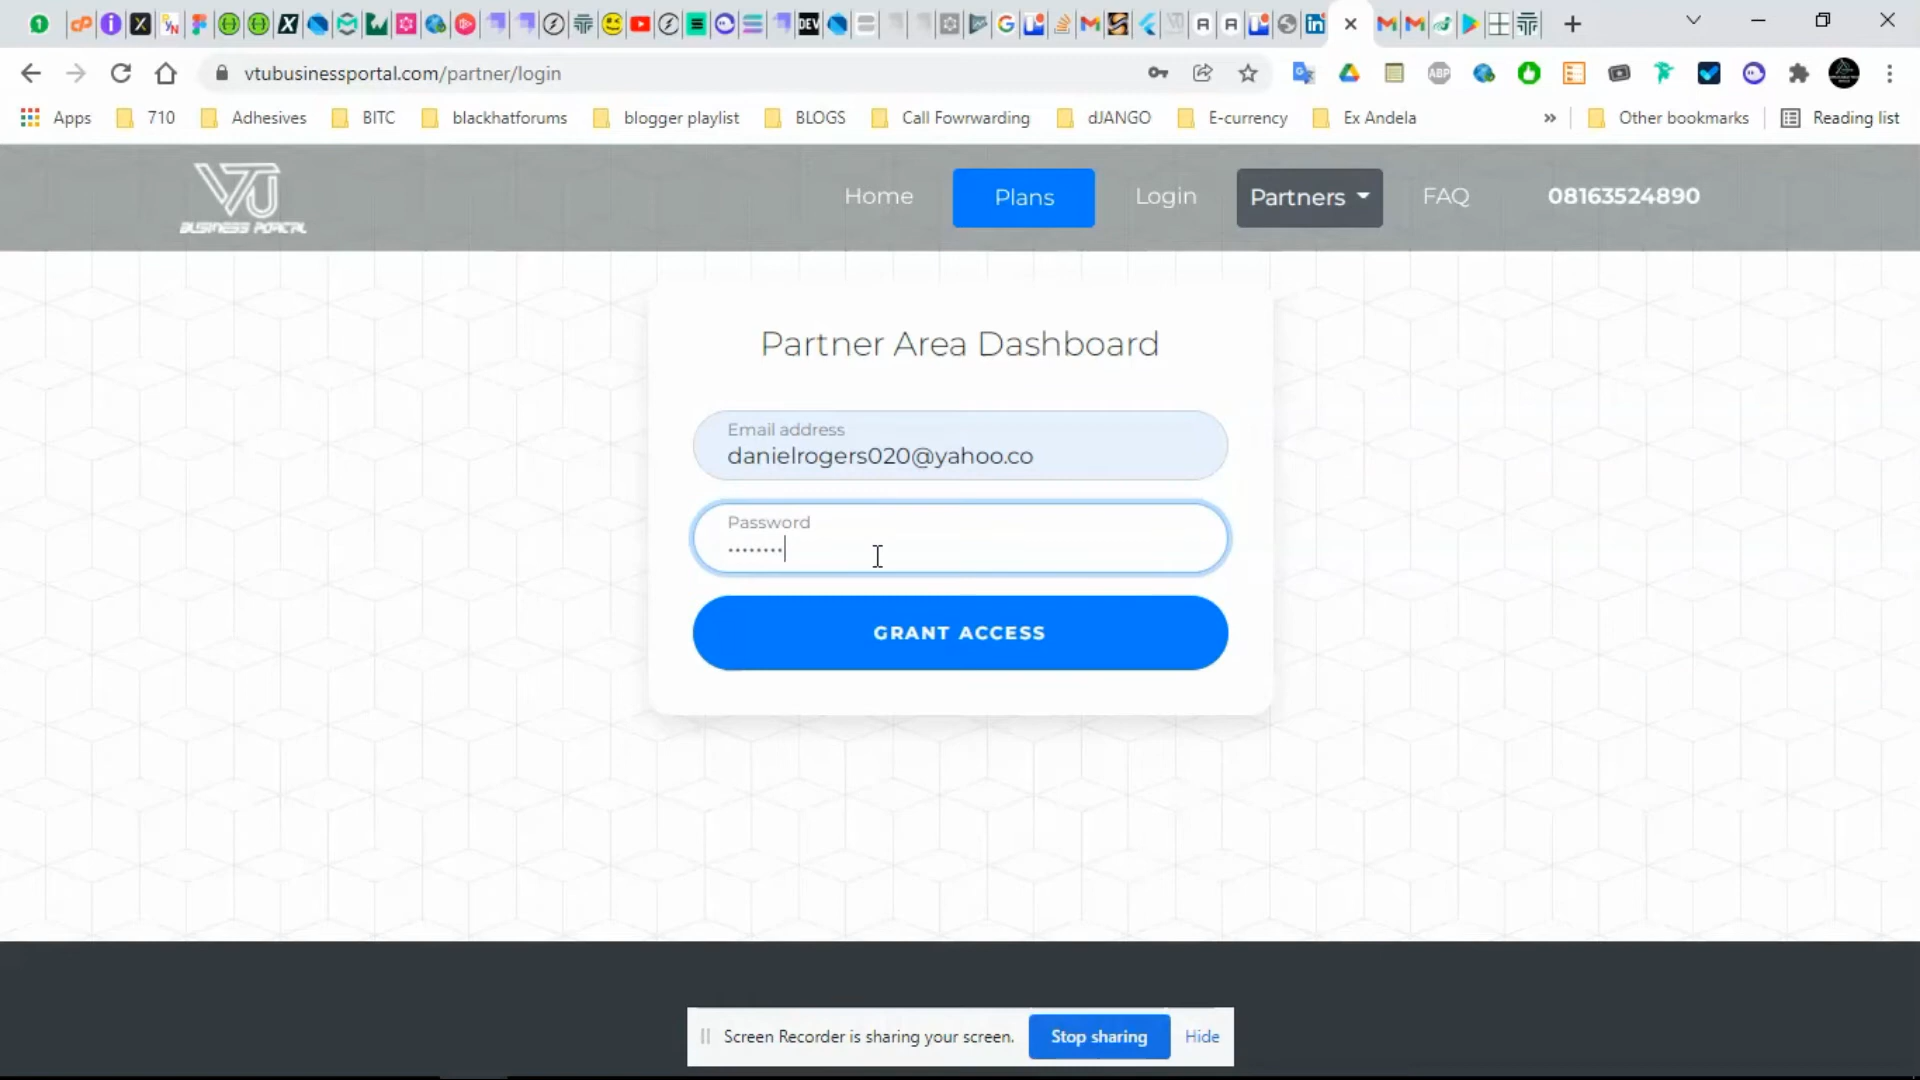 vtubusinessportal.com/partner/login
Apps 710 Adhesives BITC blackhatforums blogger playlist BLOGS Call Fowrwarding dJANGO E-currency Ex Andela » Other bookmarks Reading list
VTU
BUSINESS PORTAL
Home Plans Login Partners FAQ 08163524890
Partner Area Dashboard
Email address
danielrogers020@yahoo.co
Password
GRANT ACCESS
Screen Recorder is sharing your screen. Stop sharing Hide